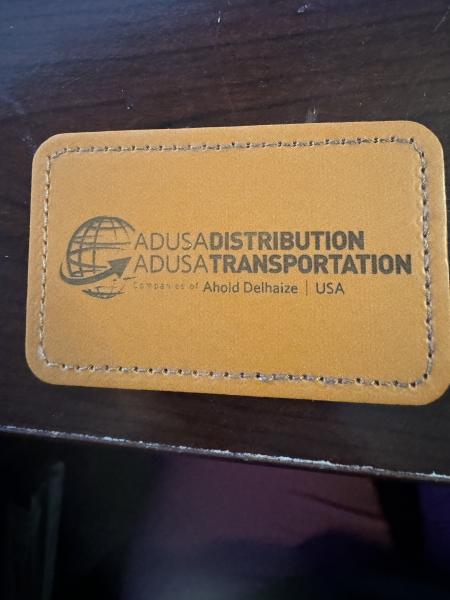 ADUSADISTRIBUTION
ADUSATRANSPORTATION
Companies of Ahold Delhaize | USA